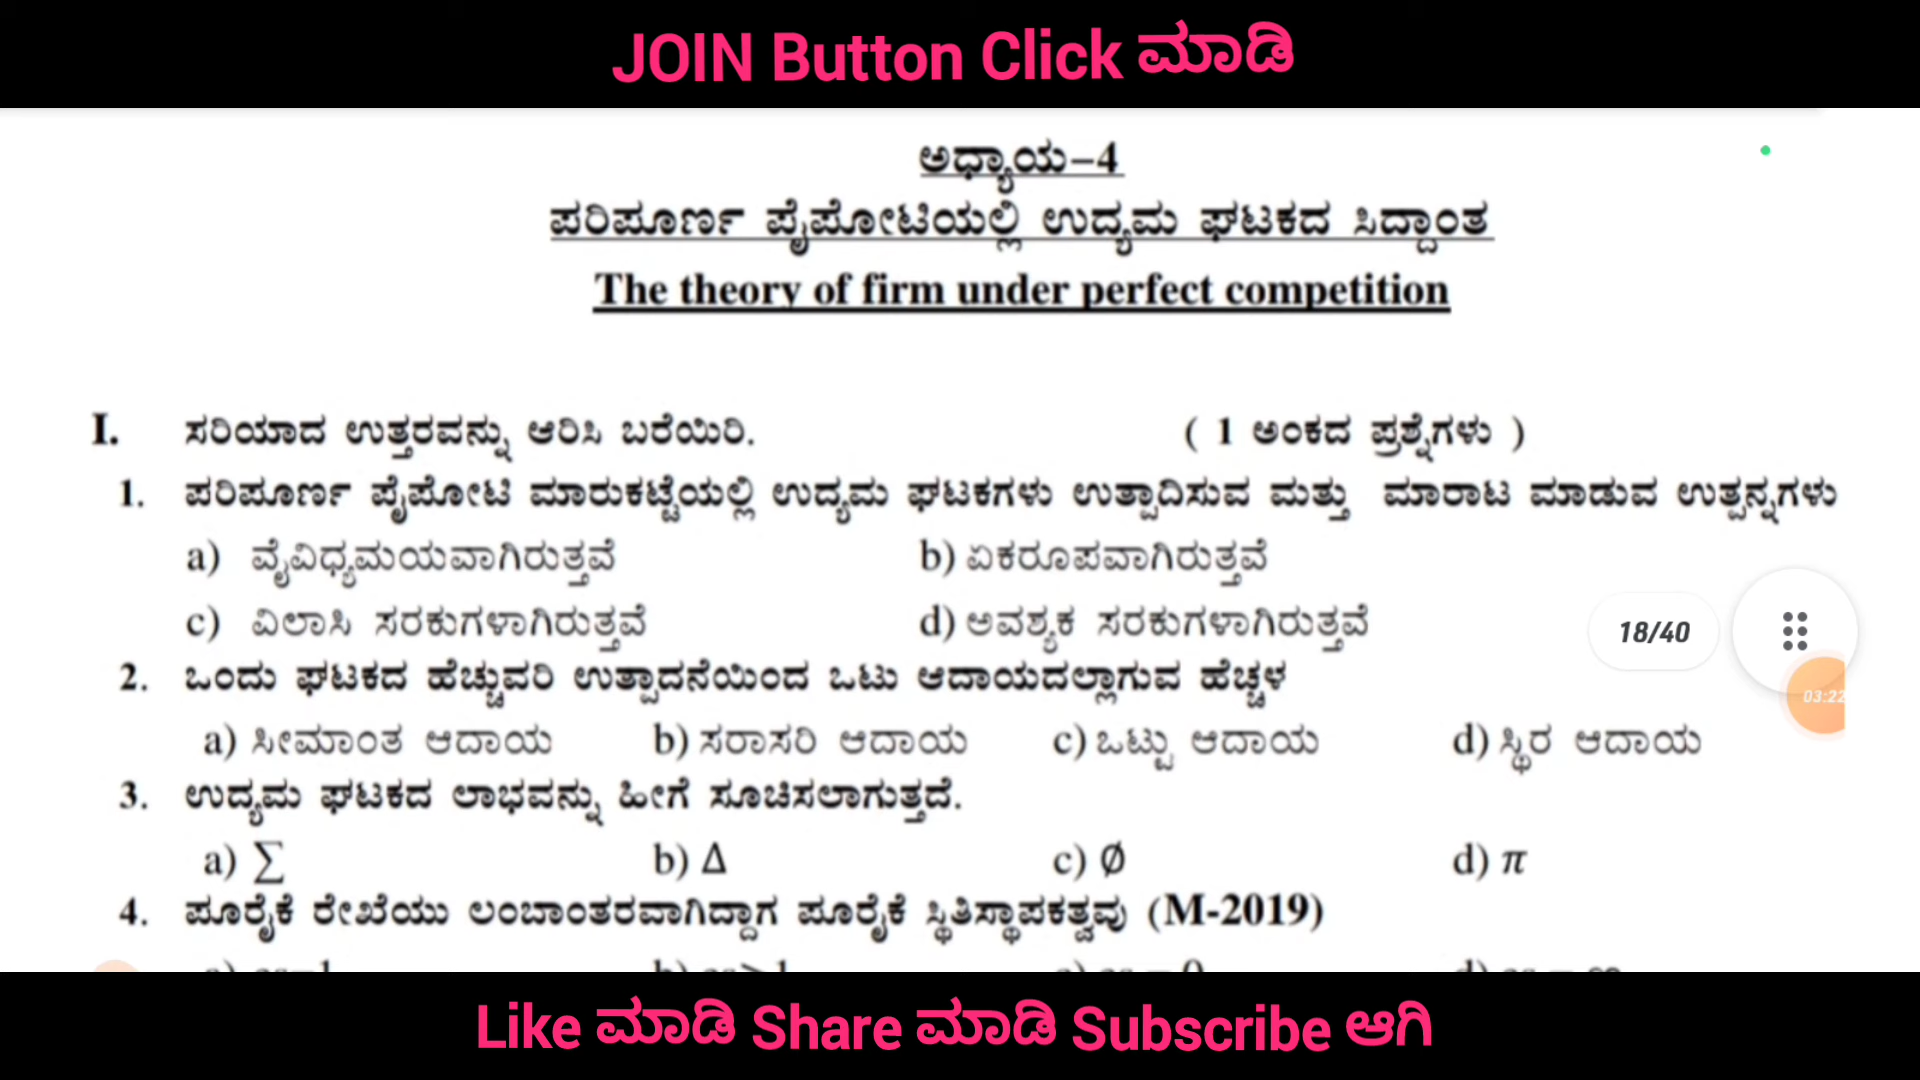 JOIN Button Click ಮಾಡಿ
ಅಧ್ಯಾಯ-4
ಪರಿಪೂರ್ಣ ಪೈಪೋಟಿಯಲ್ಲಿ ಉದ್ಯಮ ಘಟಕದ ಸಿದ್ದಾಂತ
The theory of firm under perfect competition
I. ಸರಿಯಾದ ಉತ್ತರವನ್ನು ಆರಿಸಿ ಬರೆಯಿರಿ. ( 1 ಅಂಕದ ಪ್ರಶ್ನೆಗಳು )
1. ಪರಿಪೂರ್ಣ ಪೈಪೋಟಿ ಮಾರುಕಟ್ಟೆಯಲ್ಲಿ ಉದ್ಯಮ ಘಟಕಗಳು ಉತ್ಪಾದಿಸುವ ಮತ್ತು ಮಾರಾಟ ಮಾಡುವ ಉತ್ಪನ್ನಗಳು
a) ವೈವಿಧ್ಯಮಯವಾಗಿರುತ್ತವೆ b) ಏಕರೂಪವಾಗಿರುತ್ತವೆ
c) ವಿಲಾಸಿ ಸರಕುಗಳಾಗಿರುತ್ತವೆ d) ಅವಶ್ಯಕ ಸರಕುಗಳಾಗಿರುತ್ತವೆ
18/40
2. ಒಂದು ಘಟಕದ ಹೆಚ್ಚುವರಿ ಉತ್ಪಾದನೆಯಿಂದ ಒಟು ಆದಾಯದಲ್ಲಾಗುವ ಹೆಚ್ಚಳ
03:22
a) ಸೀಮಾಂತ ಆದಾಯ b) ಸರಾಸರಿ ಆದಾಯ c) ಒಟ್ಟು ಆದಾಯ d) ಸ್ಥಿರ ಆದಾಯ
3. ಉದ್ಯಮ ಘಟಕದ ಲಾಭವನ್ನು ಹೀಗೆ ಸೂಚಿಸಲಾಗುತ್ತದೆ.
a) ∑ b) Δ c) ∅ d) π
4. ಪೂರೈಕೆ ರೇಖೆಯು ಲಂಬಾಂತರವಾಗಿದ್ದಾಗ ಪೂರೈಕೆ ಸ್ಥಿತಿಸ್ಥಾಪಕತ್ವವು (M-2019)
Like ಮಾಡಿ Share ಮಾಡಿ Subscribe ಆಗಿ